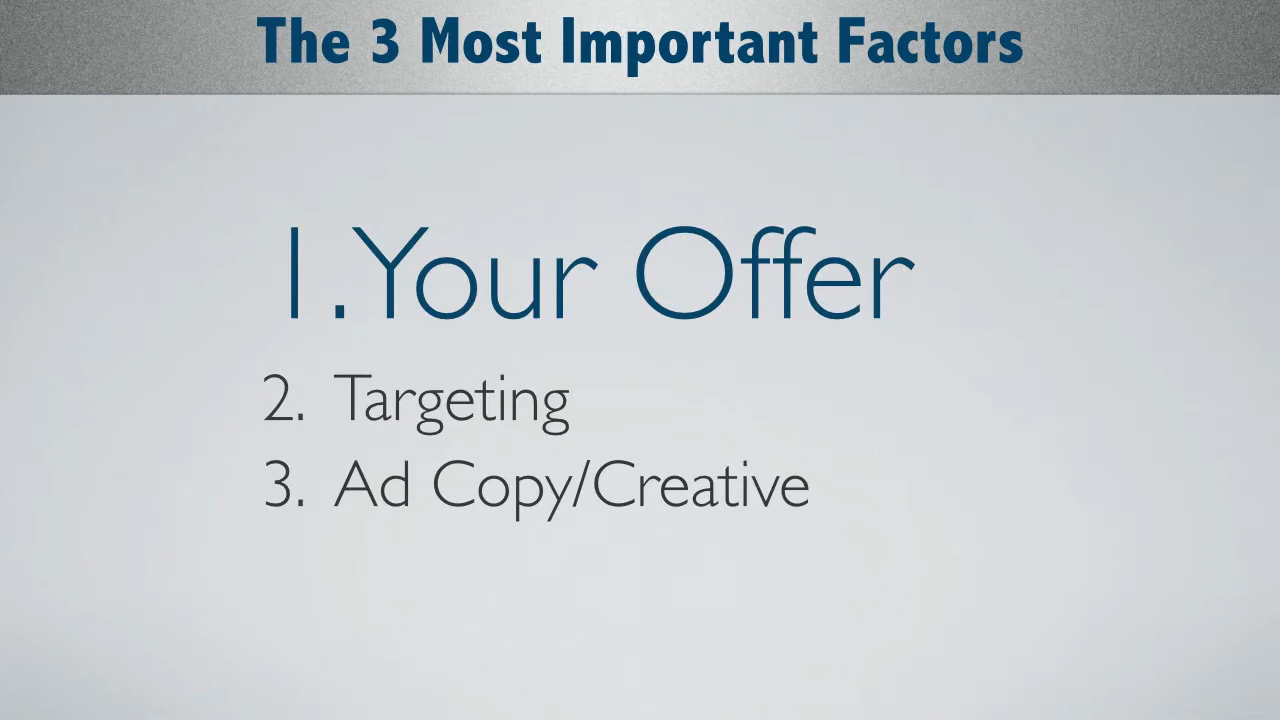 The 3 Most Important Factors
1. Your Offer
2. Targeting
3. Ad Copy/Creative